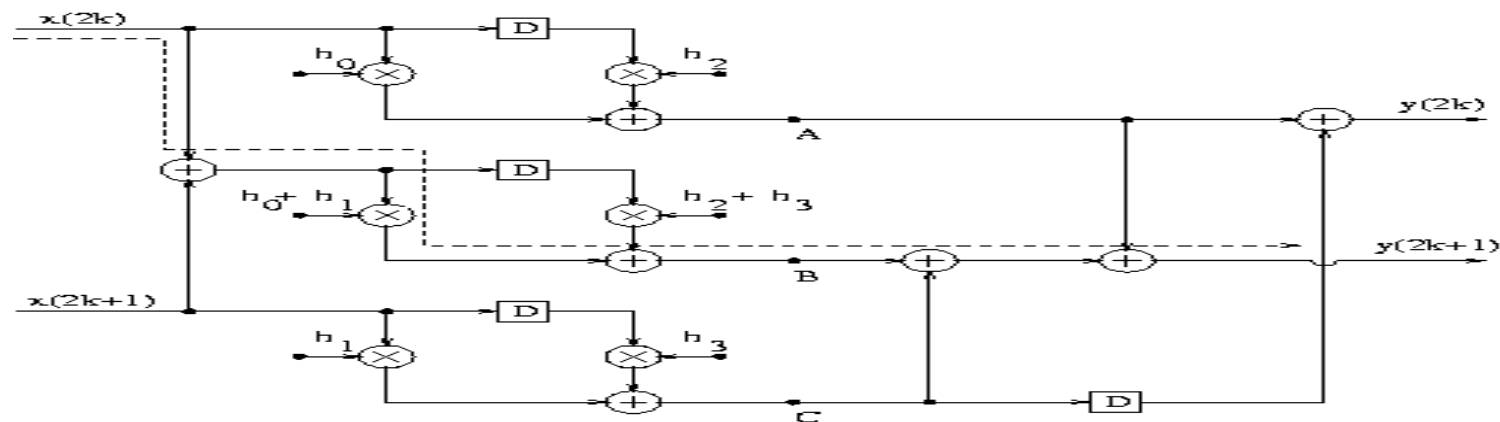 x(2k)
D
h0
h2
A
y(2k)
D
h0+ h1
h2+ h3
B
y(2k+1)
x(2k+1)
D
h1
h3
C
D